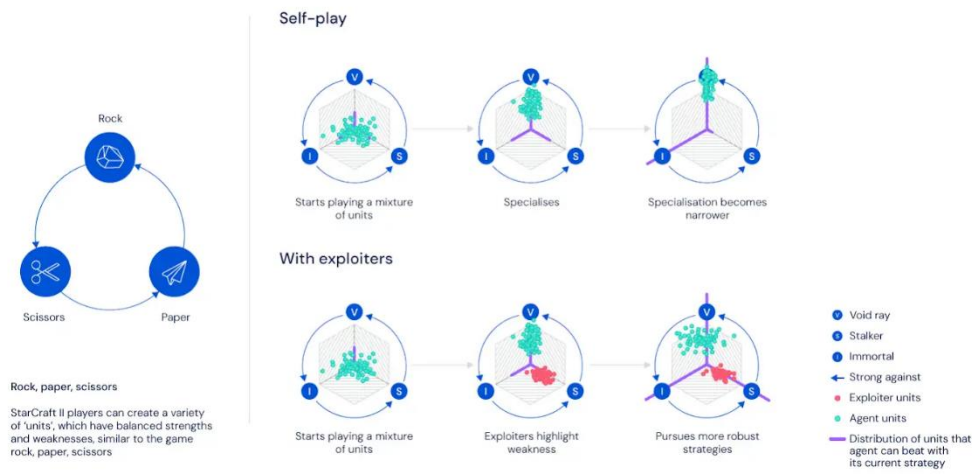 Self-play
V
I
S
Starts playing a mixture
of units
V
I
S
Specialises
I
S
Specialisation becomes
narrower
Rock
Scissors
Paper
Rock, paper, scissors
StarCraft II players can create a variety
of 'units', which have balanced strengths
and weaknesses, similar to the game
rock, paper, scissors
With exploiters
V
I
S
Starts playing a mixture
of units
V
I
S
Exploiters highlight
weakness
V
I
S
Pursues more robust
strategies
V Void ray
S Stalker
I Immortal
Strong against
Exploiter units
Agent units
Distribution of units that
agent can beat with
its current strategy